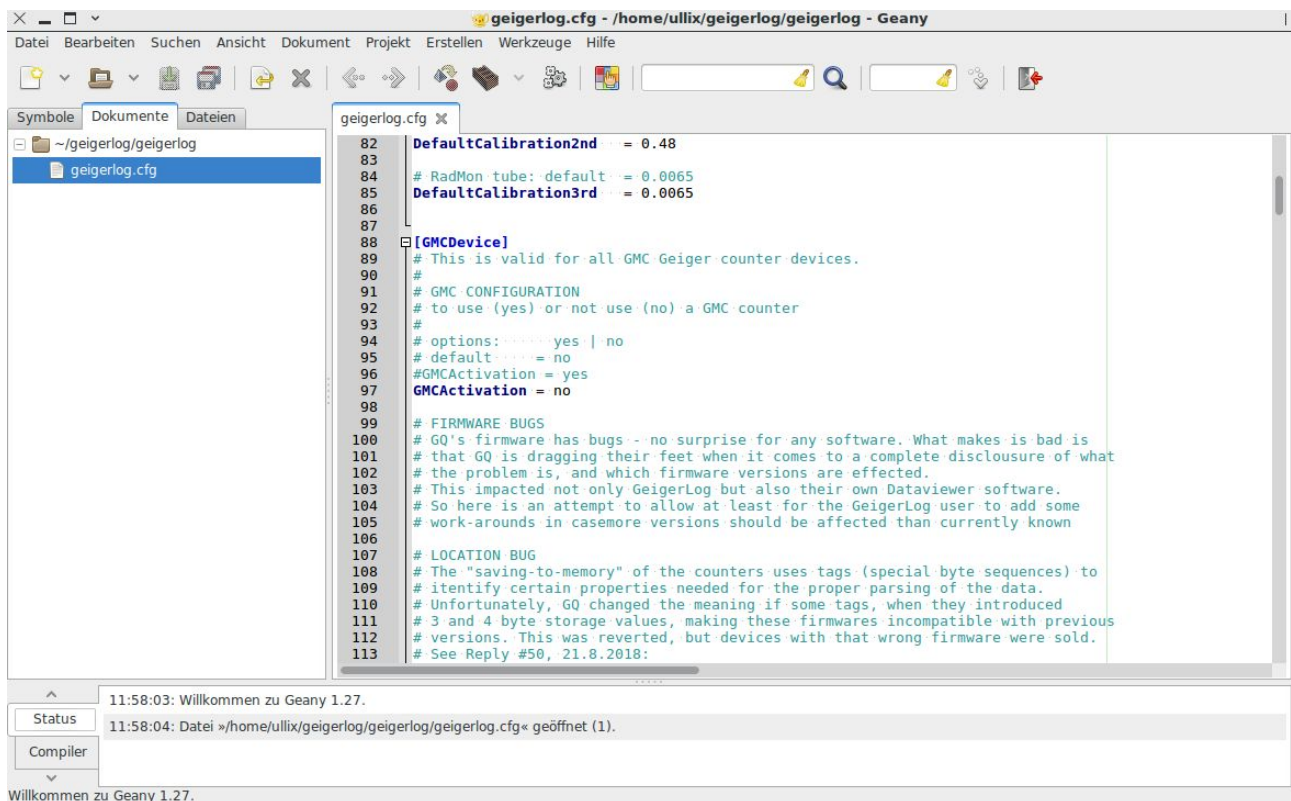 geigerlog.cfg - /home/ullix/geigerlog/geigerlog - Geany
Datei Bearbeiten Suchen Ansicht Dokument Projekt Erstellen Werkzeuge Hilfe
Symbole Dokumente Dateien
~/geigerlog/geigerlog
geigerlog.cfg
geigerlog.cfg
82 DefaultCalibration2nd = 0.48
83
84 # RadMon tube: default = 0.0065
85 DefaultCalibration3rd = 0.0065
86
87
88 [GMCDevice]
89 # This is valid for all GMC Geiger counter devices.
90 #
91 # GMC CONFIGURATION
92 # to use (yes) or not use (no) a GMC counter
93 #
94 # options: yes | no
95 # default = no
96 #GMCActivation = yes
97 GMCActivation = no
98
99 # FIRMWARE BUGS
100 # GQ's firmware has bugs - no surprise for any software. What makes is bad is
101 # that GQ is dragging their feet when it comes to a complete disclousure of what
102 # the problem is, and which firmware versions are effected.
103 # This impacted not only GeigerLog but also their own Dataviewer software.
104 # So here is an attempt to allow at least for the GeigerLog user to add some
105 # work-arounds in casemore versions should be affected than currently known
106
107 # LOCATION BUG
108 # The "saving-to-memory" of the counters uses tags (special byte sequences) to
109 # itentify certain properties needed for the proper parsing of the data.
110 # Unfortunately, GQ changed the meaning if some tags, when they introduced
111 # 3 and 4 byte storage values, making these firmwares incompatible with previous
112 # versions. This was reverted, but devices with that wrong firmware were sold.
113 # See Reply #50, 21.8.2018:
Status
Compiler
11:58:03: Willkommen zu Geany 1.27.
11:58:04: Datei »/home/ullix/geigerlog/geigerlog/geigerlog.cfg« geöffnet (1).
Willkommen zu Geany 1.27.